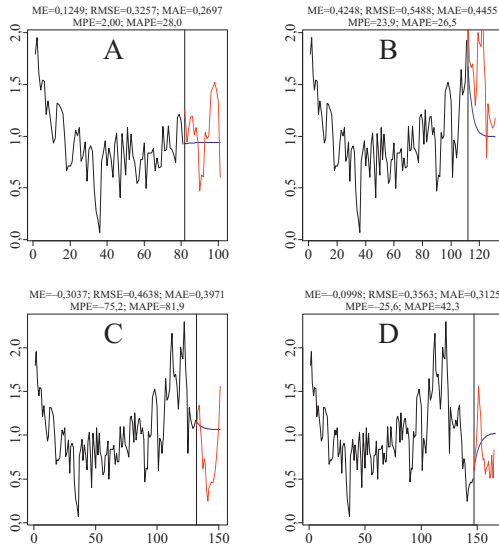 ME=0,1249; RMSE=0,3257; MAE=0,2697
MPE=2,00; MAPE=28,0
A
2,0
1,5
1,0
0,5
0,0
0 20 40 60 80 100
ME=0,4248; RMSE=0,5488; MAE=0,4455
MPE=23,9; MAPE=26,5
B
2,0
1,5
1,0
0,5
0,0
0 20 40 60 80 100 120
ME=–0,3037; RMSE=0,4638; MAE=0,3971
MPE=–75,2; MAPE=81,9
C
2,0
1,5
1,0
0,5
0,0
0 50 100 150
ME=–0,0998; RMSE=0,3563; MAE=0,3125
MPE=–25,6; MAPE=42,3
D
2,0
1,5
1,0
0,5
0,0
0 50 100 150